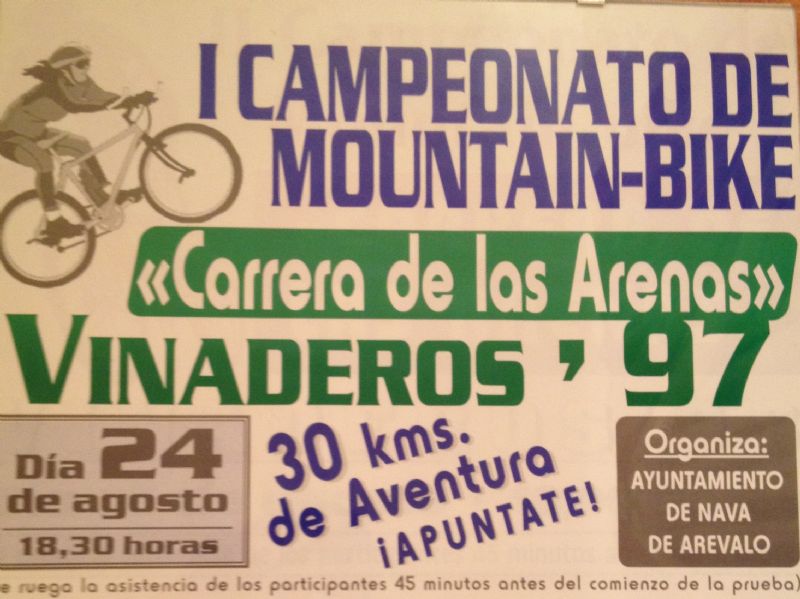 I CAMPEONATO DE
MOUNTAIN-BIKE
«Carrera de las Arenas»
VINADEROS ' 97
Día 24
de agosto
18,30 horas
30 kms.
de Aventura
¡APUNTATE!
Organiza:
AYUNTAMIENTO
DE NAVA
DE AREVALO
e ruega la asistencia de los participantes 45 minutos antes del comienzo de la prueba)